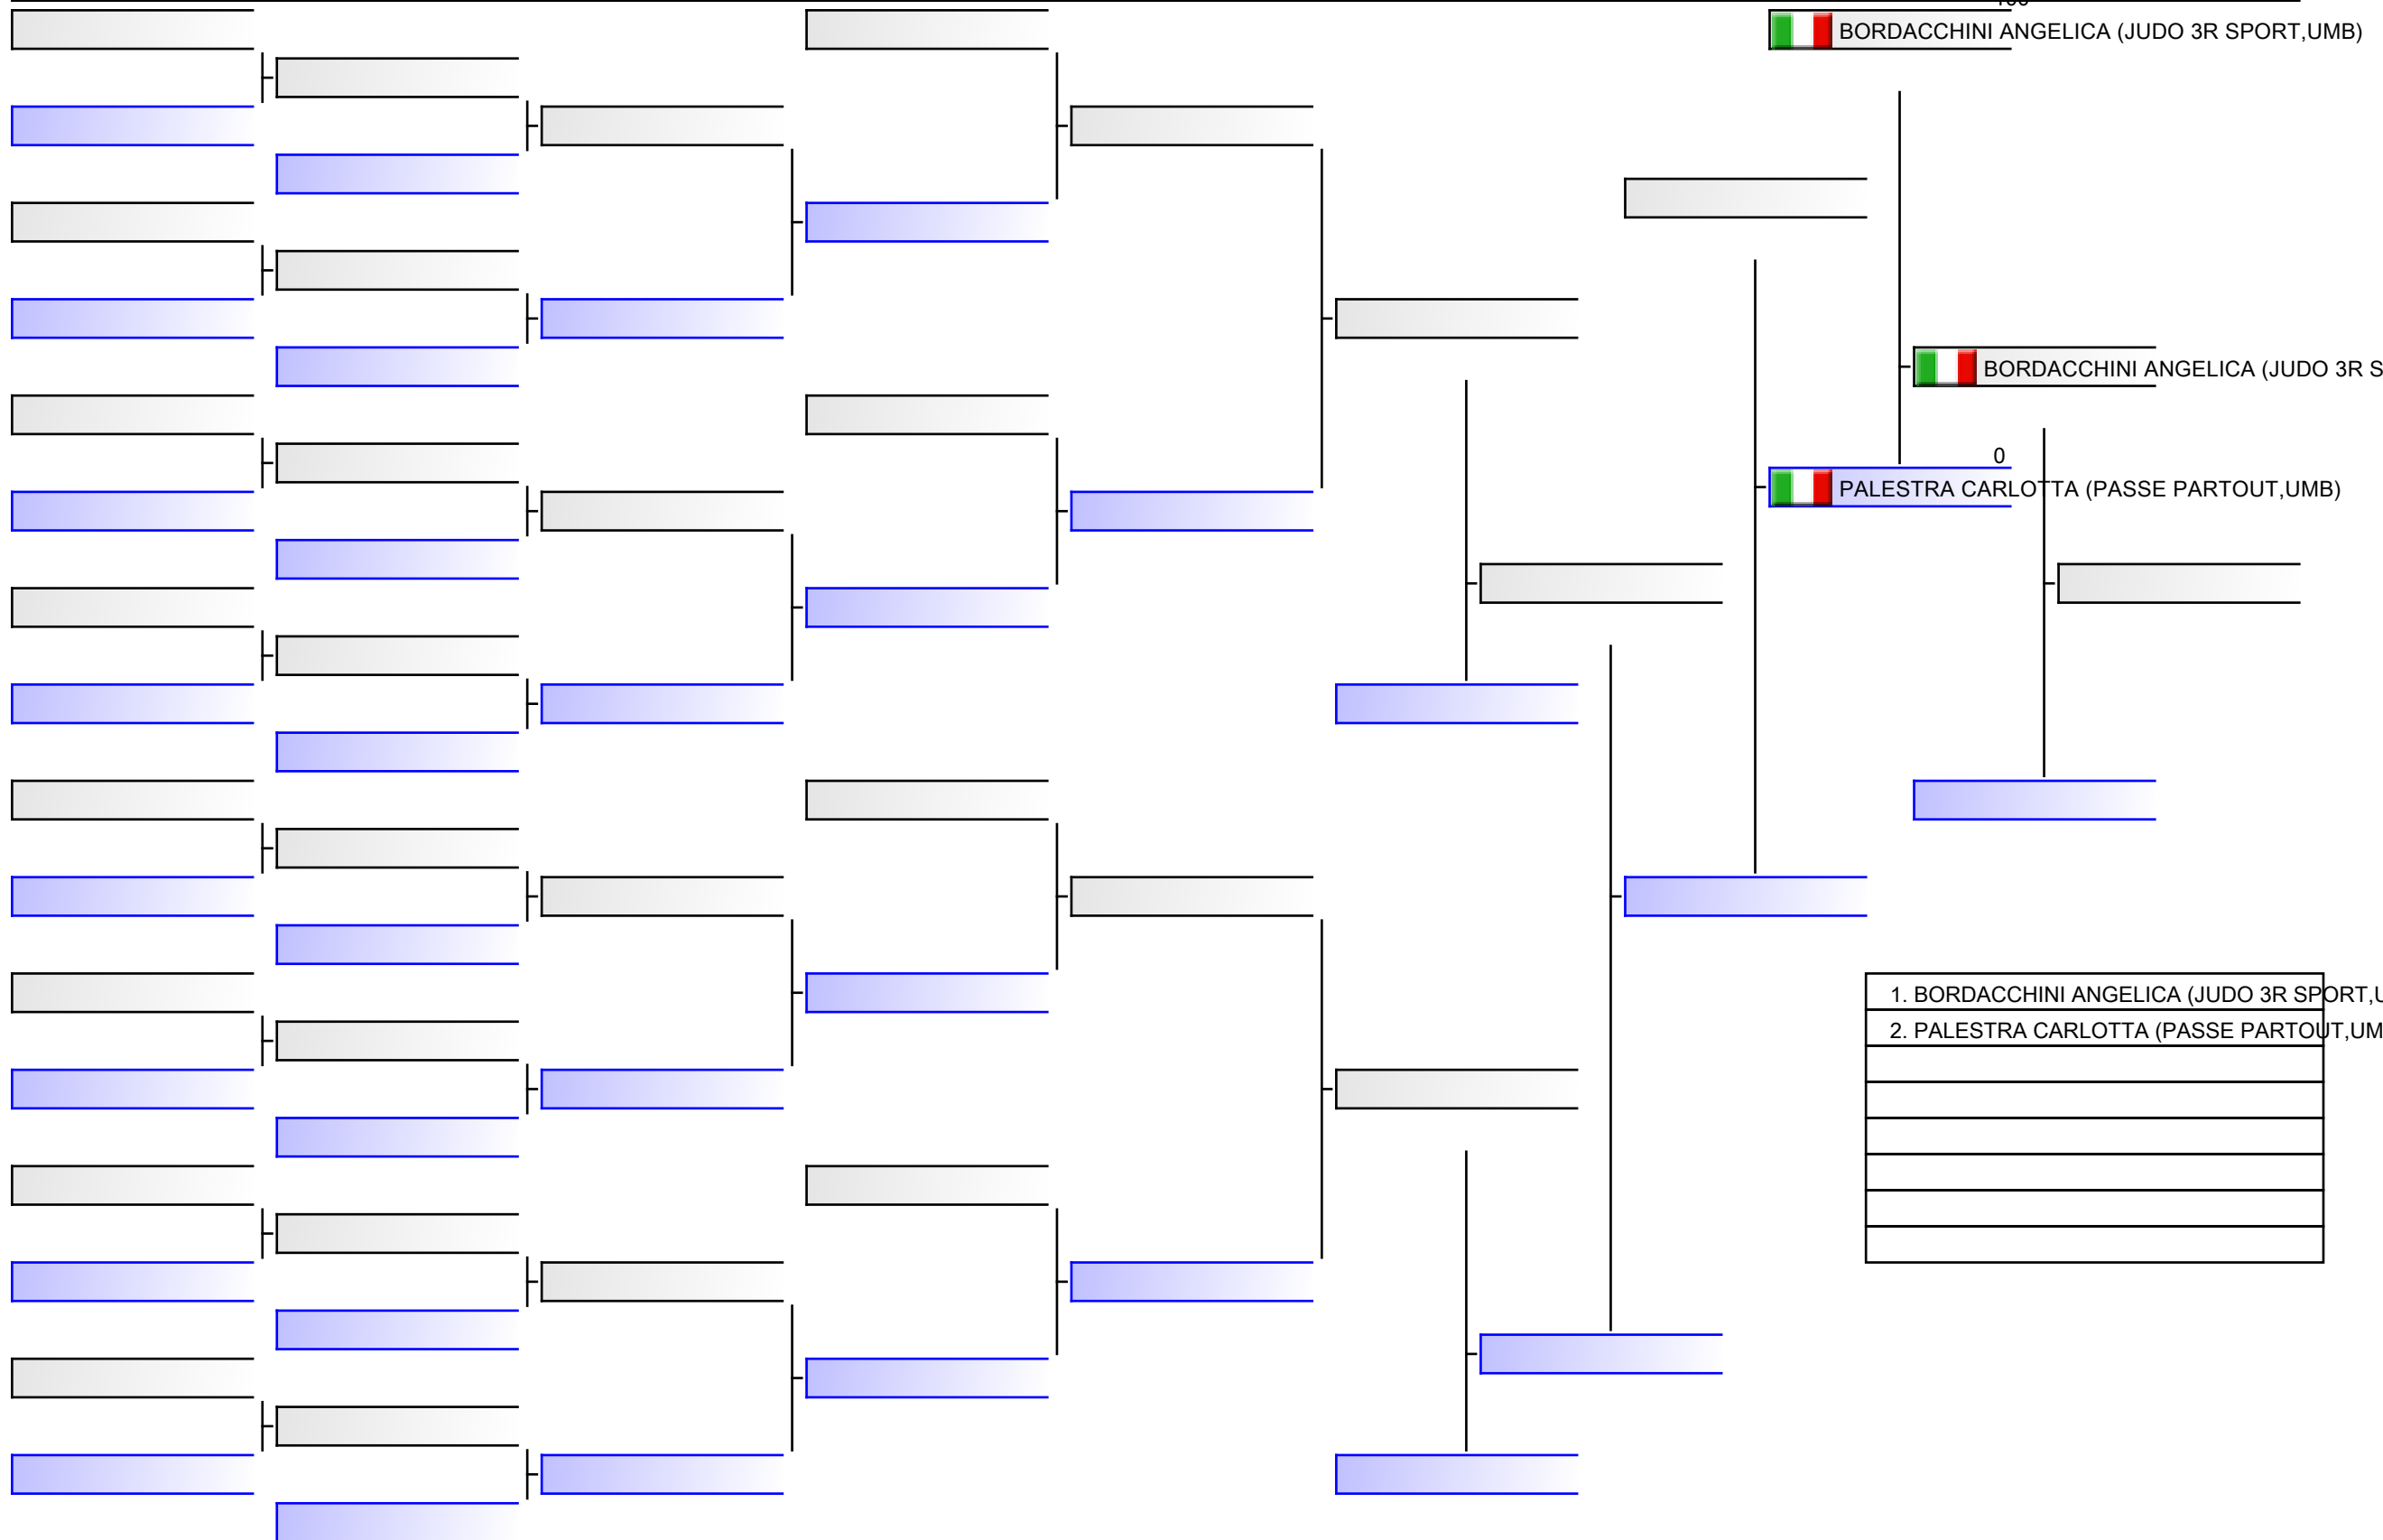 BORDACCHINI ANGELICA (JUDO 3R SPORT,UMB)
BORDACCHINI ANGELICA (JUDO 3R S
0
PALESTRA CARLOTTA (PASSE PARTOUT,UMB)
1. BORDACCHINI ANGELICA (JUDO 3R SPORT,U
2. PALESTRA CARLOTTA (PASSE PARTOUT,UM